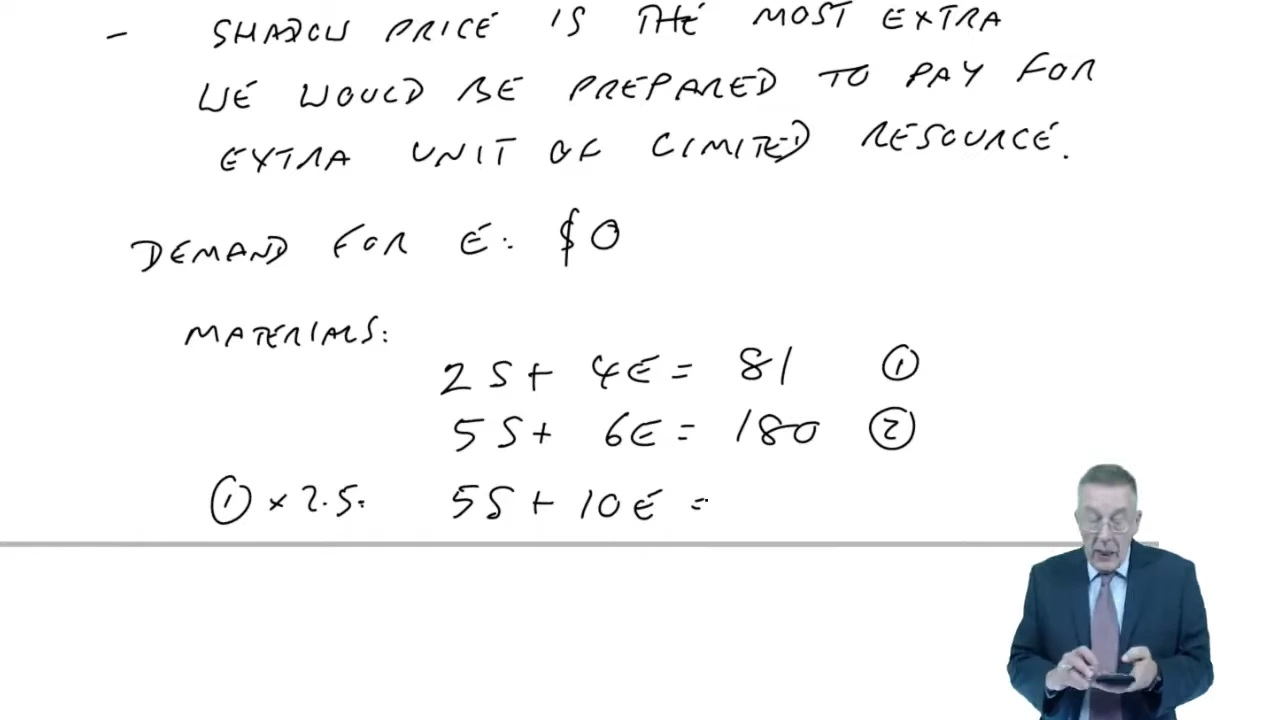 - SHADOW PRICE IS THE MOST EXTRA
WE WOULD BE PREPARED TO PAY FOR
EXTRA UNIT OF LIMITED RESOURCE.
DEMAND FOR E: $0
MATERIALS:
2S + 4E = 81 ①
5S + 6E = 180 ②
① × 2.5: 5S + 10E =